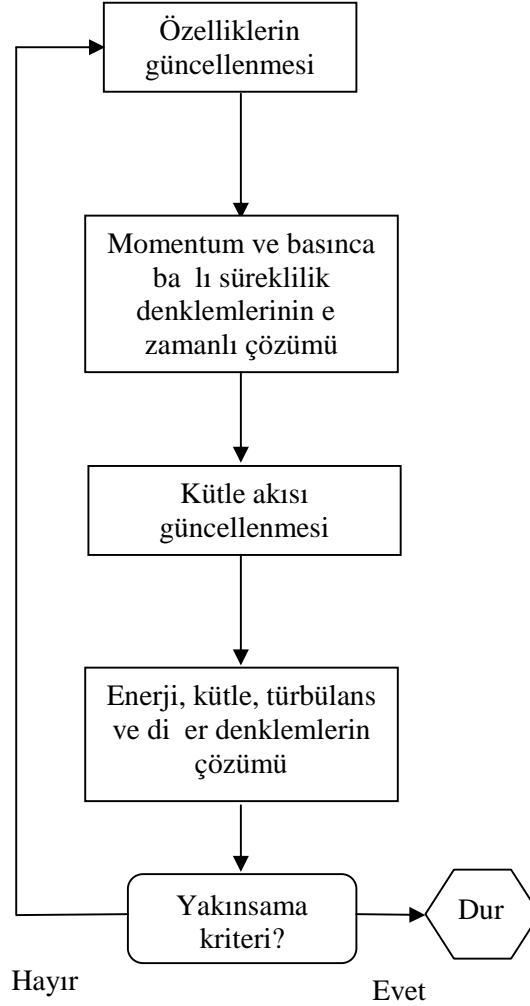 Özelliklerin
güncellenmesi
Momentum ve basınca
ba lı süreklilik
denklemlerinin e
zamanlı çözümü
Kütle akısı
güncellenmesi
Enerji, kütle, türbülans
ve di er denklemlerin
çözümü
Yakınsama
kriteri?
Dur
Hayır
Evet